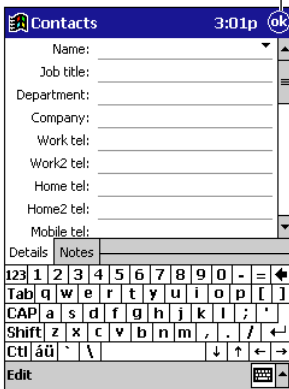 Contacts 3:01p ok
Name:
Job title:
Department:
Company:
Work tel:
Work2 tel:
Home tel:
Home2 tel:
Mobile tel:
Details Notes
123 1 2 3 4 5 6 7 8 9 0 - =
Tab q w e r t y u i o p [ ]
CAP a s d f g h j k l ; '
Shift z x c v b n m , . /
Ctl áü ` \
Edit